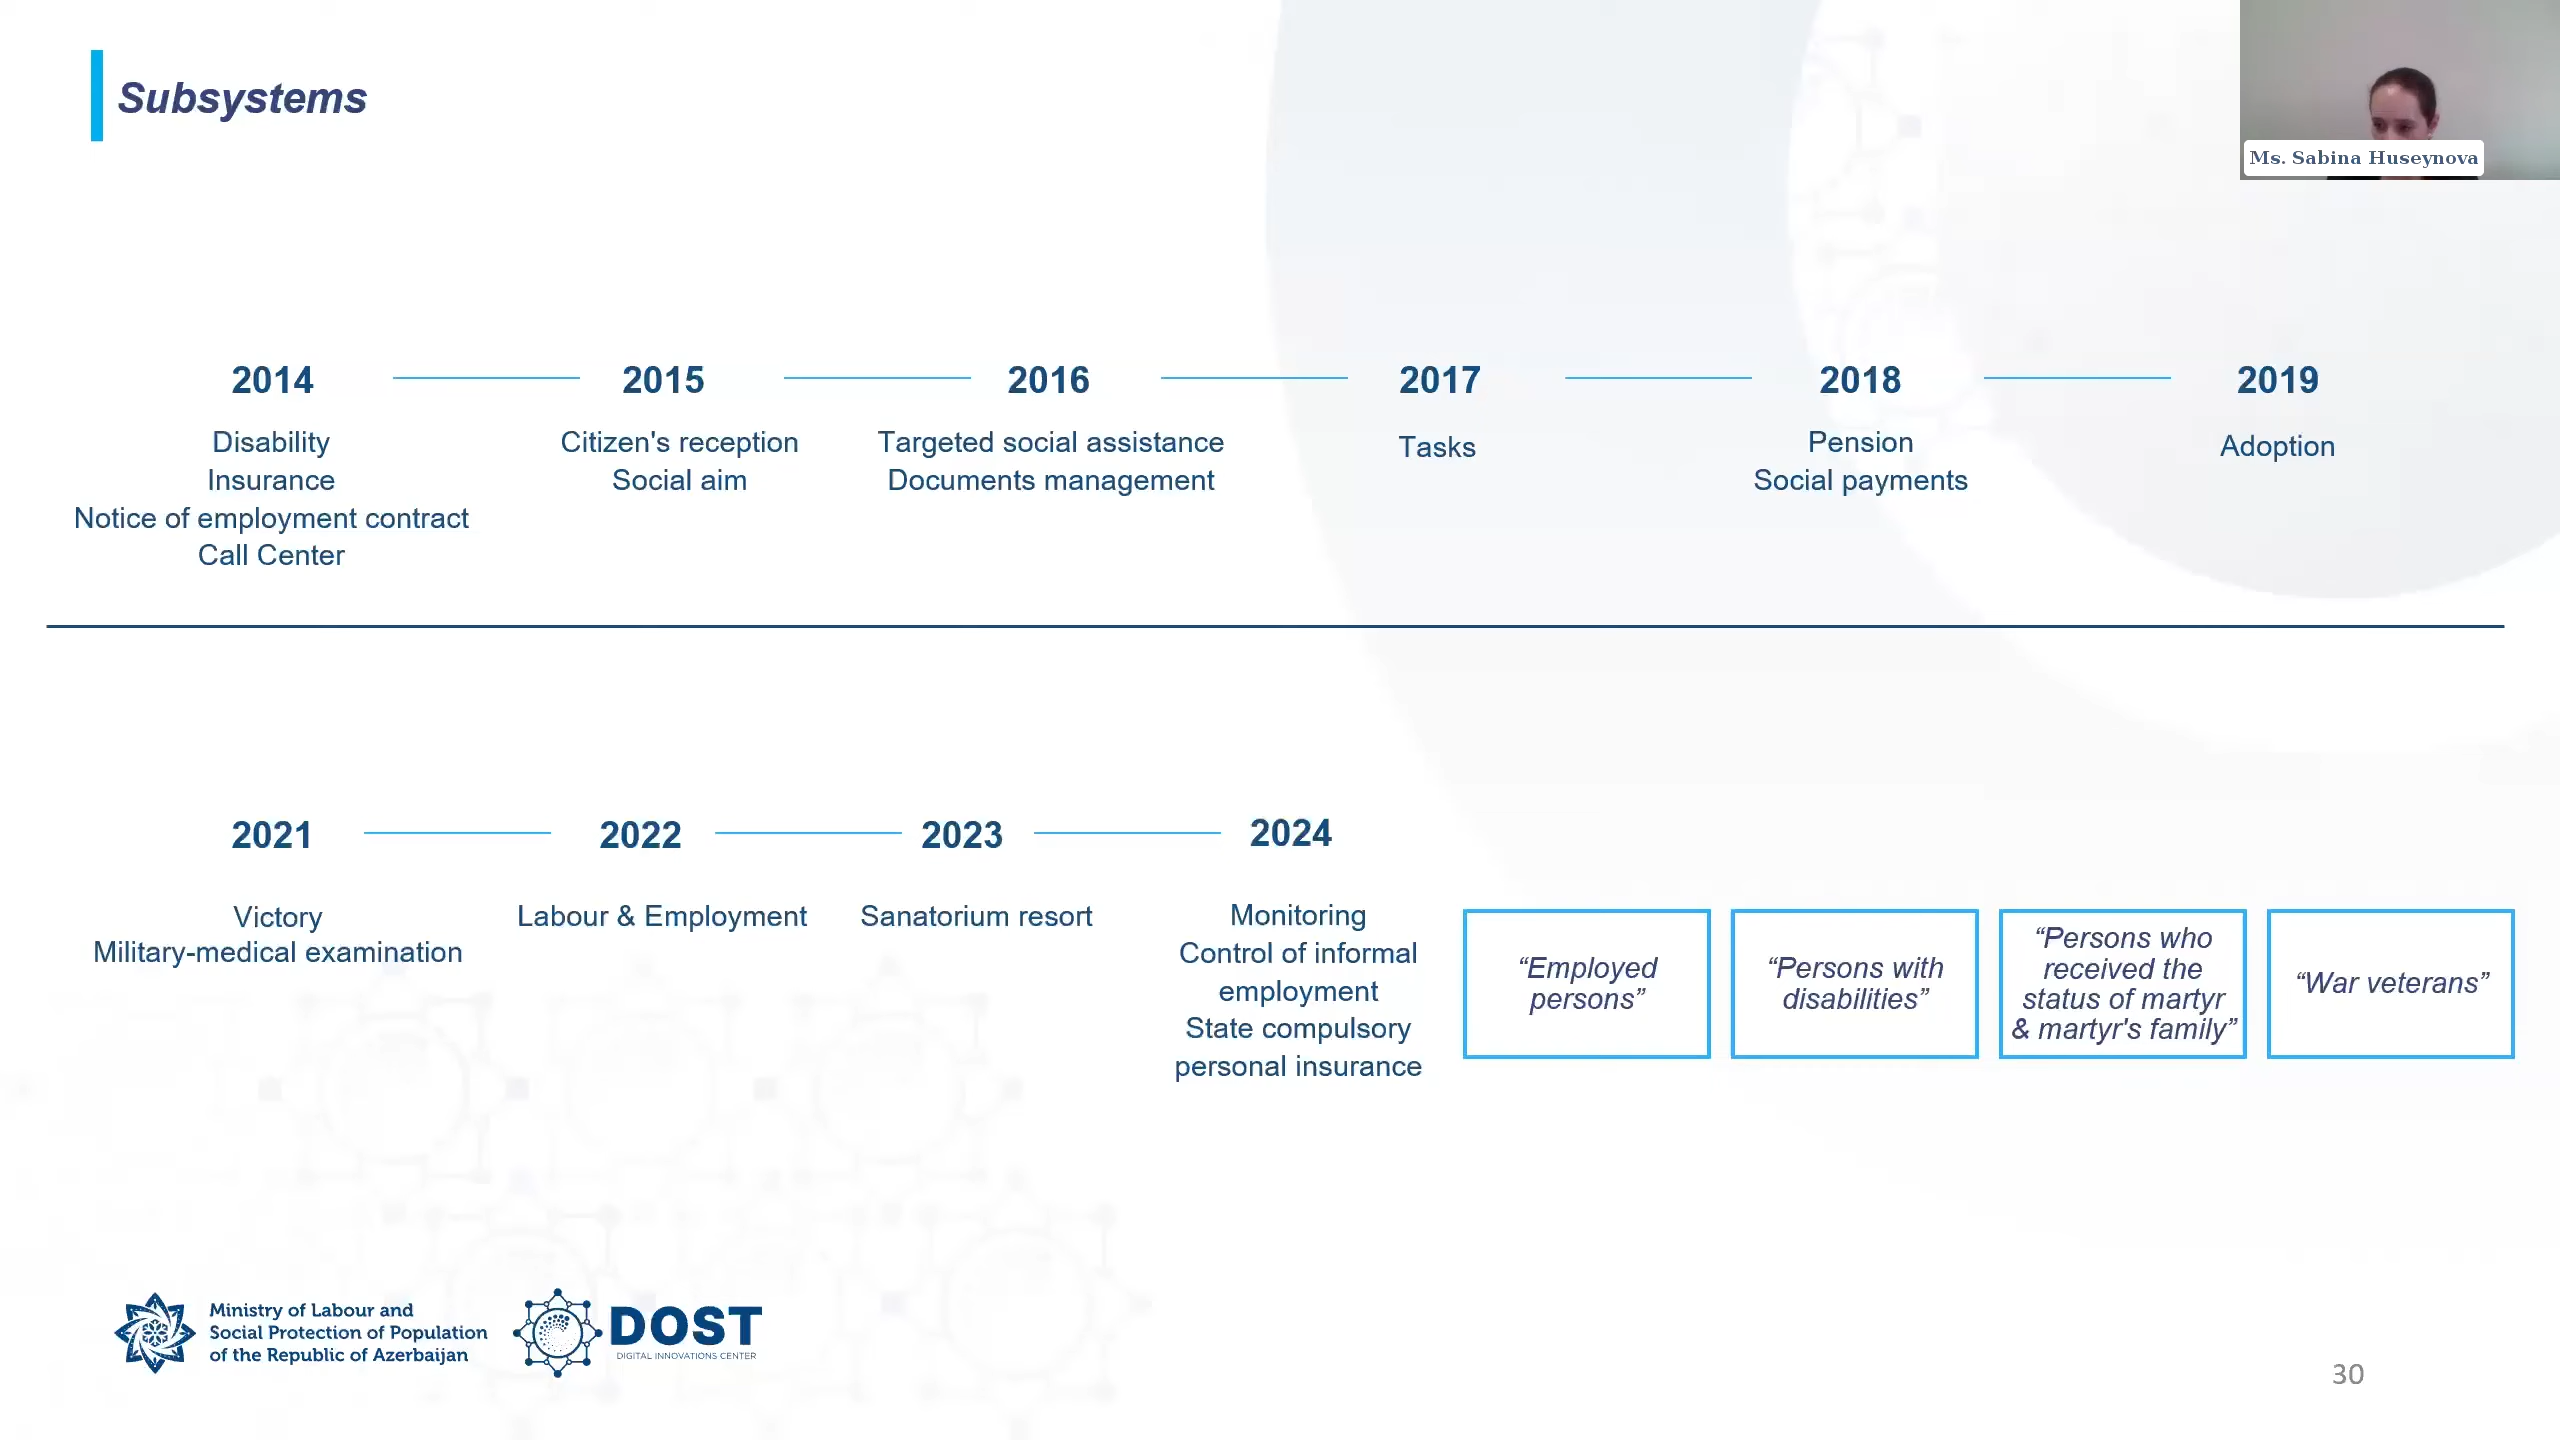 Subsystems
Ms. Sabina Huseynova
2014
2015
2016
2017
2018
2019
Disability
Insurance
Notice of employment contract
Call Center
Citizen's reception
Social aim
Targeted social assistance
Documents management
Tasks
Pension
Social payments
Adoption
2021
2022
2023
2024
Victory
Military-medical examination
Labour & Employment
Sanatorium resort
Monitoring
Control of informal
employment
State compulsory
personal insurance
“Employed
persons”
“Persons with
disabilities”
“Persons who
received the
status of martyr
& martyr's family”
“War veterans”
Ministry of Labour and
Social Protection of Population
of the Republic of Azerbaijan
DOST
DIGITAL INNOVATIONS CENTER
30